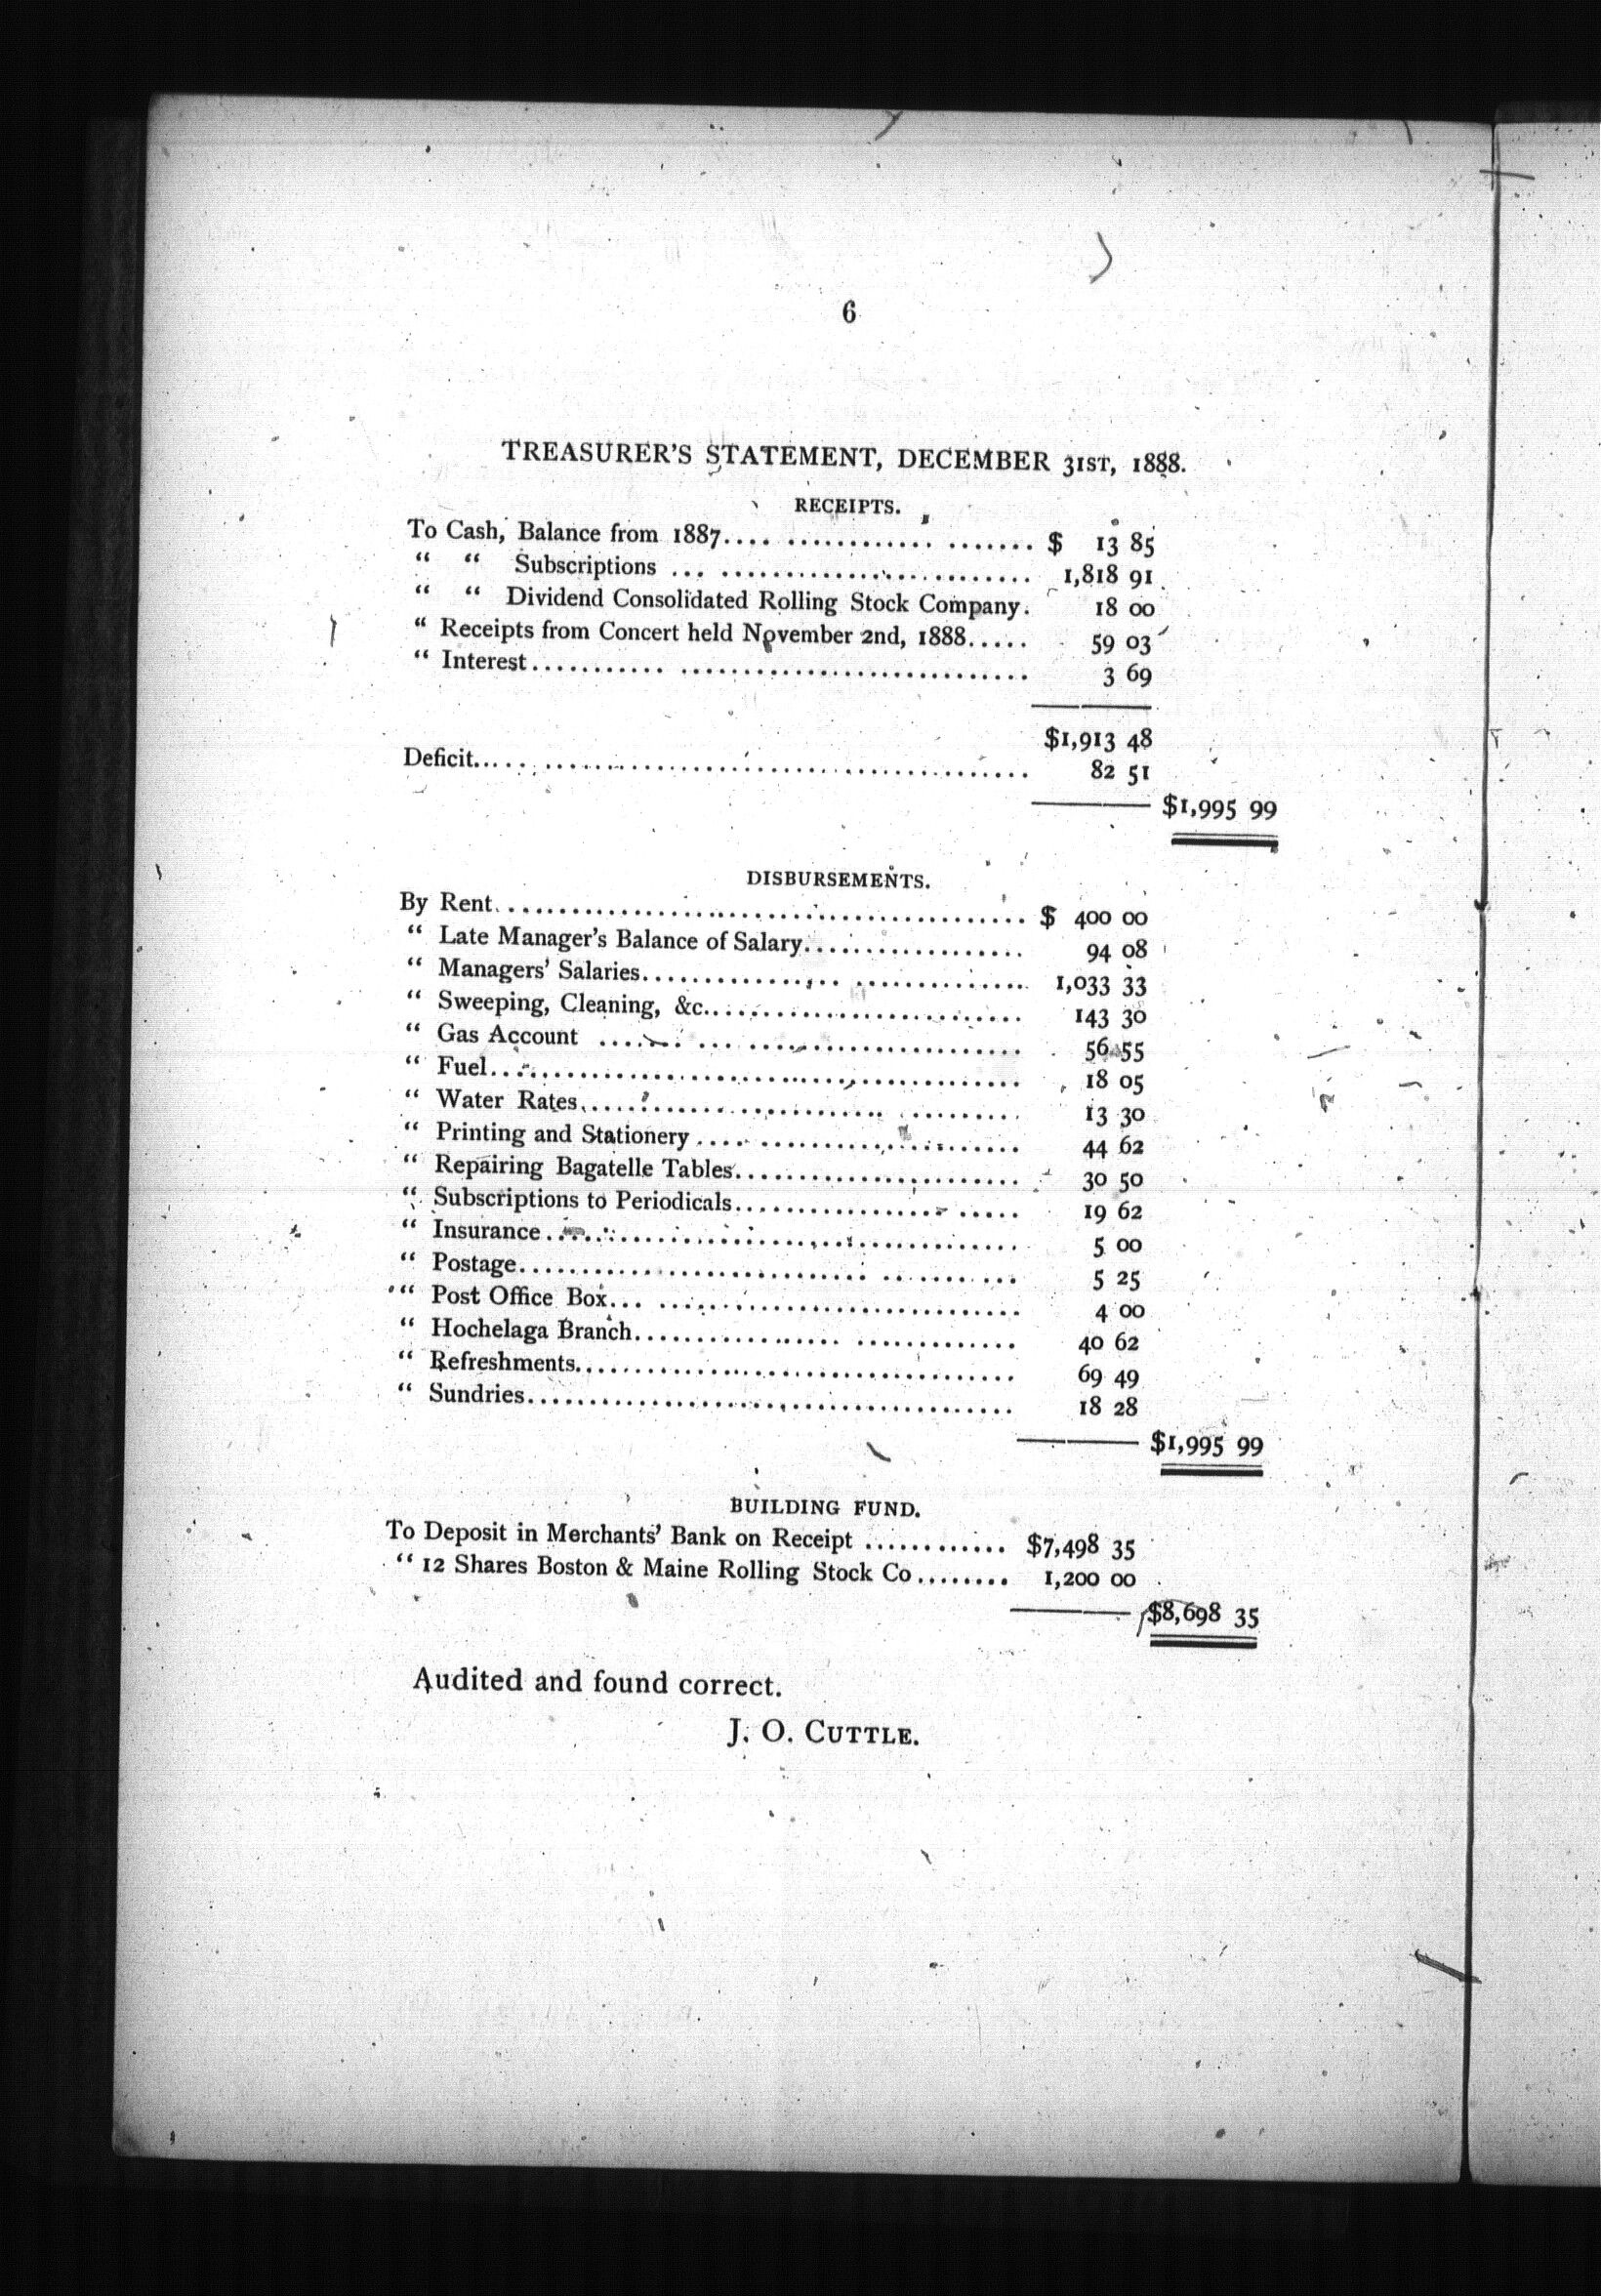 6
TREASURER'S STATEMENT, DECEMBER 31ST, 1888.
RECEIPTS.
To Cash, Balance from 1887.... ............ ....... $ 13 85
“ “ Subscriptions ... ......................... 1,818 91
“ “ Dividend Consolidated Rolling Stock Company. 18 00
“ Receipts from Concert held November 2nd, 1888..... 59 03
“ Interest........... ............................ 3 69
$1,913 48
Deficit..... ....................................... 82 51
$1,995 99
DISBURSEMENTS.
By Rent.......................................... $ 400 00
“ Late Manager's Balance of Salary.................. 94 08
“ Managers' Salaries................ .............. 1,033 33
“ Sweeping, Cleaning, &c.......................... 143 30
“ Gas Account ....... ... ...................... 56 55
“ Fuel.......................................... 18 05
“ Water Rates........................ ......... 13 30
“ Printing and Stationery .... ..................... 44 62
“ Repairing Bagatelle Tables....................... 30 50
“ Subscriptions to Periodicals................. ..... 19 62
“ Insurance...................................... 5 00
“ Postage............................ ........... 5 25
“ Post Office Box... ............................. 4 00
“ Hochelaga Branch................. ............. 40 62
“ Refreshments................................... 69 49
“ Sundries....................................... 18 28
$1,995 99
BUILDING FUND.
To Deposit in Merchants' Bank on Receipt ............ $7,498 35
“ 12 Shares Boston & Maine Rolling Stock Co........ 1,200 00
$8,698 35
Audited and found correct.
J. O. CUTTLE.